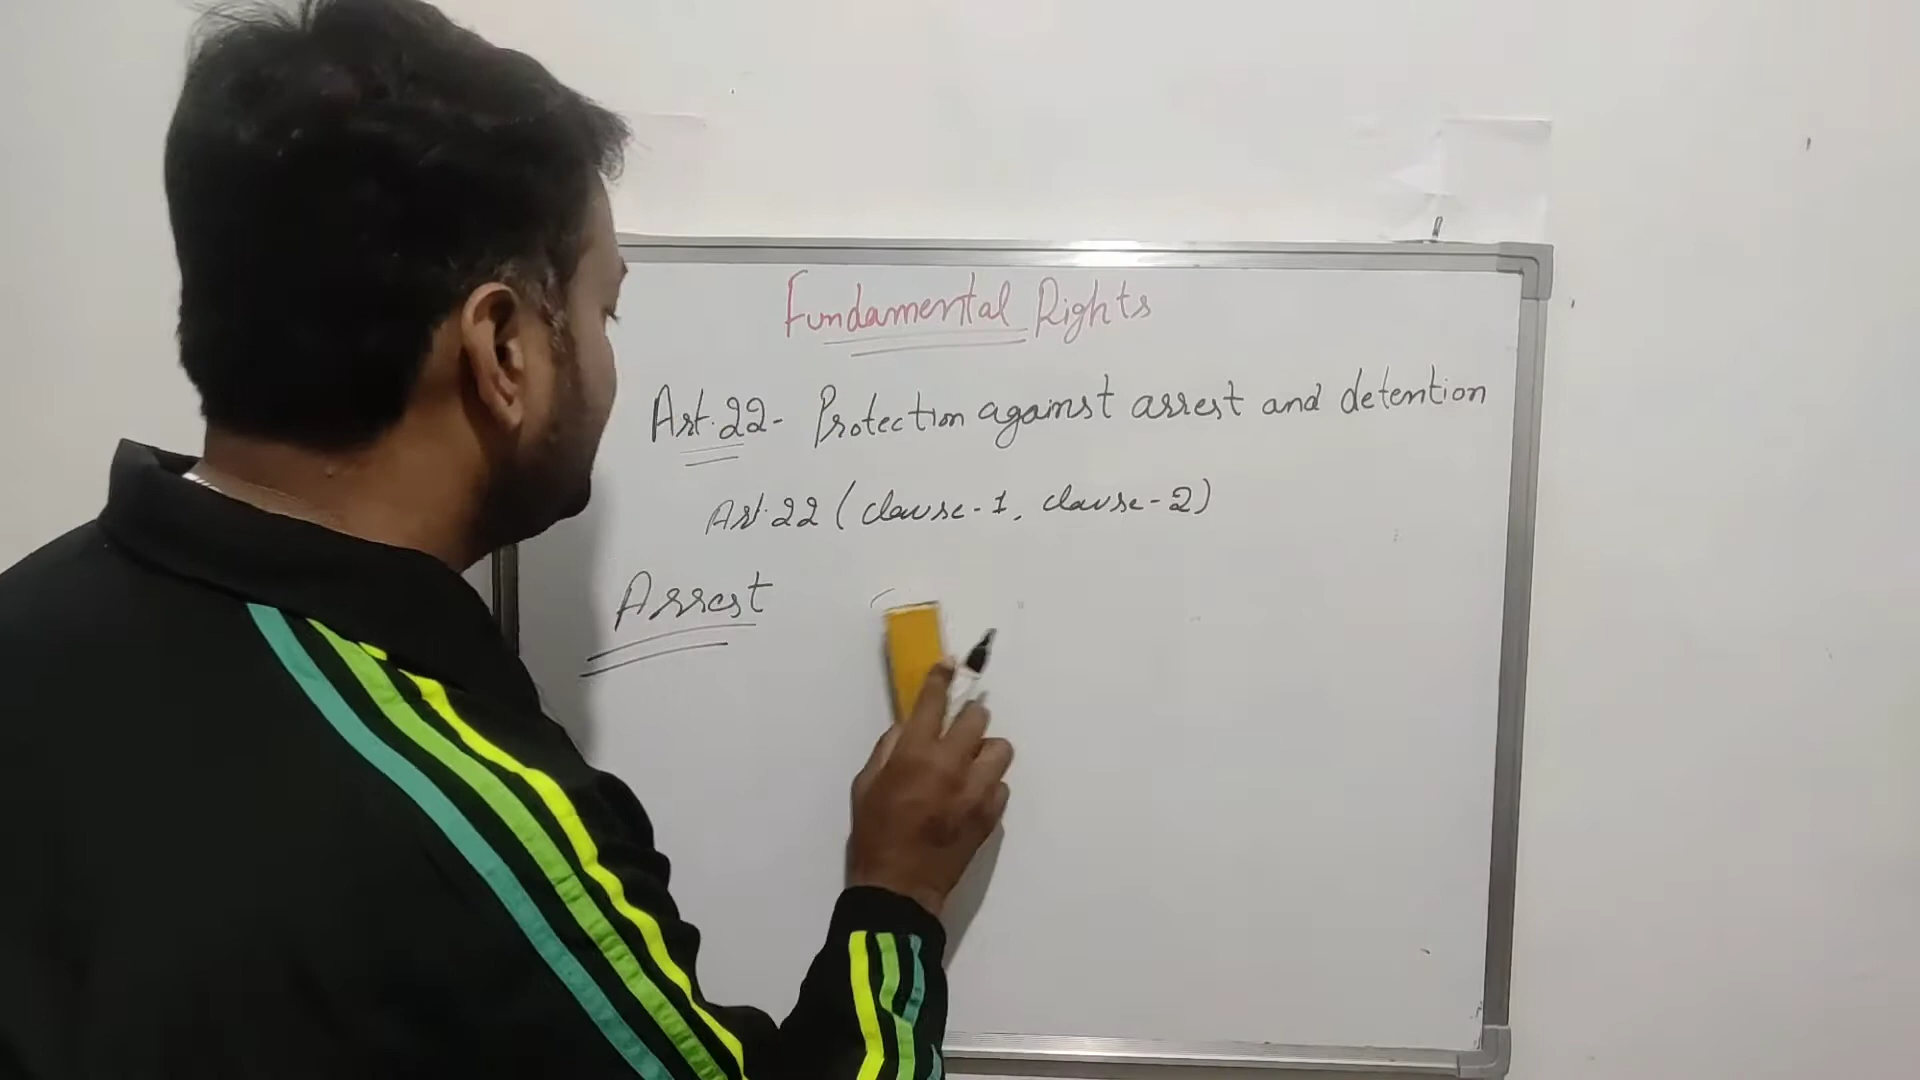 Fundamental Rights
Art.22- Protection against arrest and detention
Art.22 (clause-1, clause-2)
Arrest